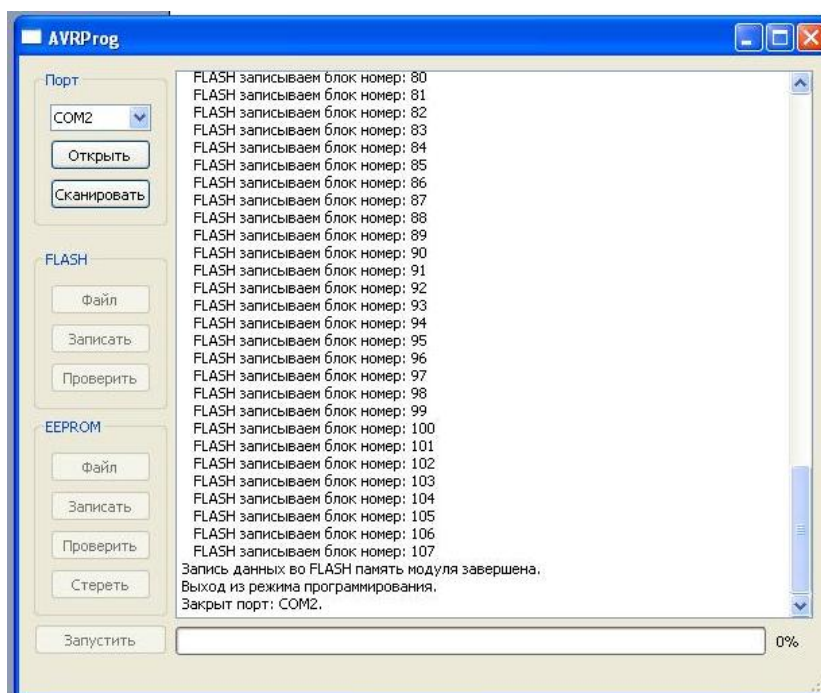 AVRProg
Порт
COM2
Открыть
Сканировать
FLASH
Файл
Записать
Проверить
EEPROM
Файл
Записать
Проверить
Стереть
Запустить
FLASH записываем блок номер: 80
FLASH записываем блок номер: 81
FLASH записываем блок номер: 82
FLASH записываем блок номер: 83
FLASH записываем блок номер: 84
FLASH записываем блок номер: 85
FLASH записываем блок номер: 86
FLASH записываем блок номер: 87
FLASH записываем блок номер: 88
FLASH записываем блок номер: 89
FLASH записываем блок номер: 90
FLASH записываем блок номер: 91
FLASH записываем блок номер: 92
FLASH записываем блок номер: 93
FLASH записываем блок номер: 94
FLASH записываем блок номер: 95
FLASH записываем блок номер: 96
FLASH записываем блок номер: 97
FLASH записываем блок номер: 98
FLASH записываем блок номер: 99
FLASH записываем блок номер: 100
FLASH записываем блок номер: 101
FLASH записываем блок номер: 102
FLASH записываем блок номер: 103
FLASH записываем блок номер: 104
FLASH записываем блок номер: 105
FLASH записываем блок номер: 106
FLASH записываем блок номер: 107
Запись данных во FLASH память модуля завершена.
Выход из режима программирования.
Закрыт порт: COM2.
0%